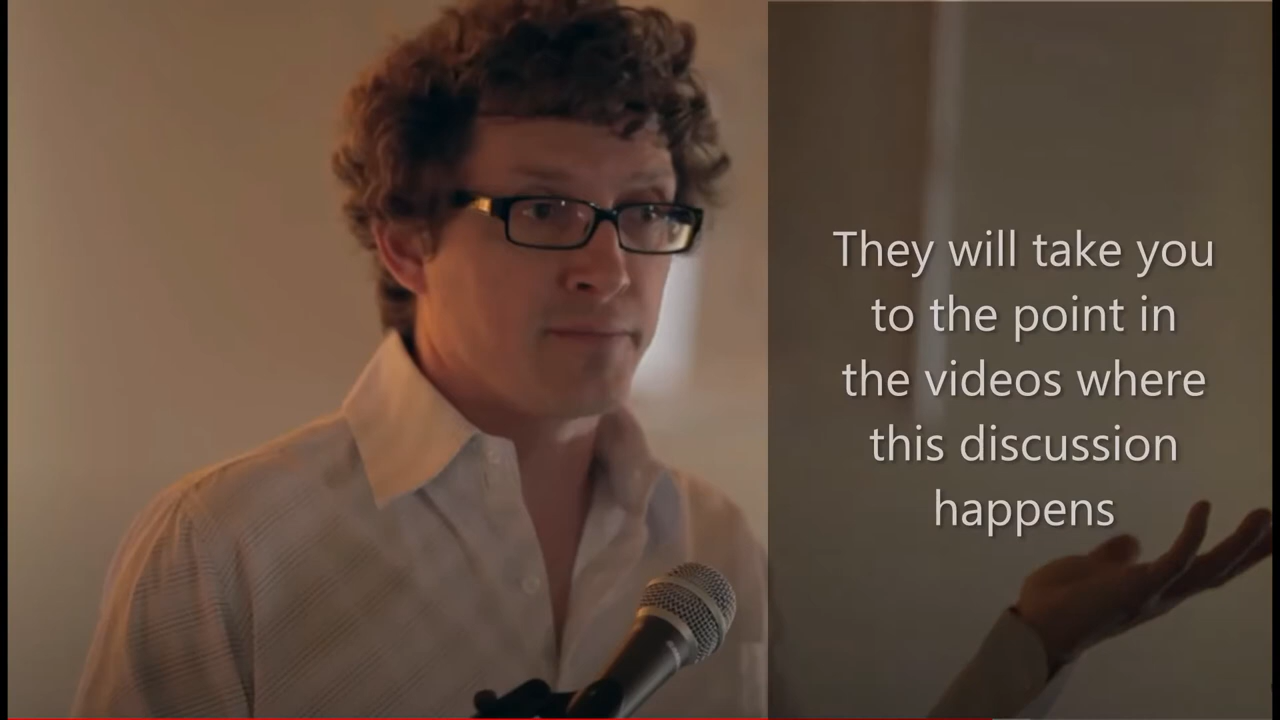 They will take you
to the point in
the videos where
this discussion
happens